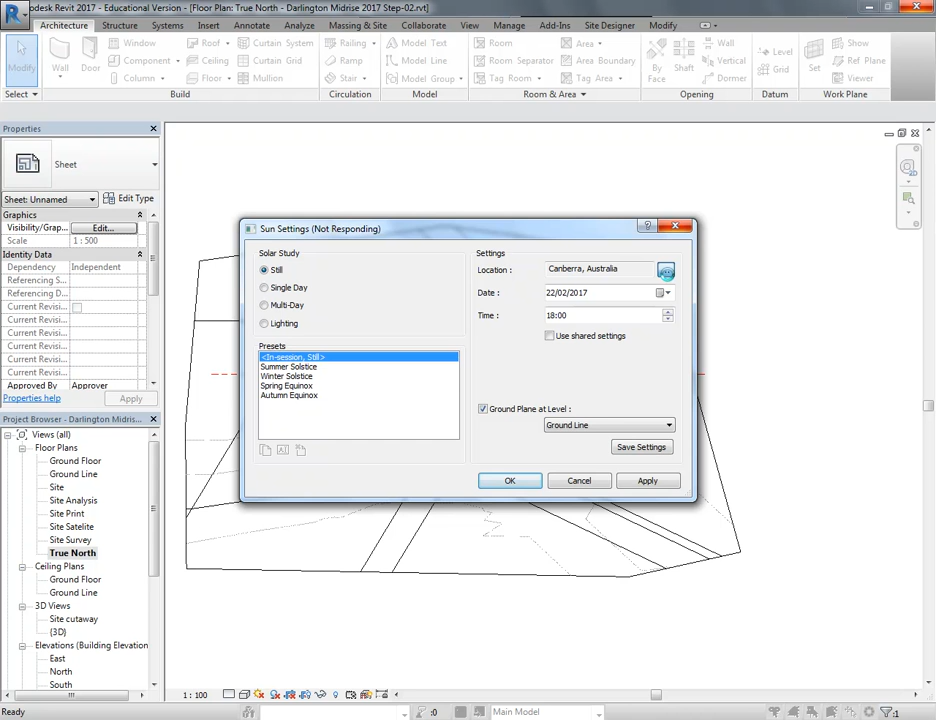 desk Revit 2017 - Educational Version - [Floor Plan: True North - Darlington Midrise 2017 Step-02.rvt]
Architecture Structure Systems Insert Annotate Analyze Massing & Site Collaborate View Manage Add-Ins Site Designer Modify
Modify
Select
Wall
Door
Window
Component
Column
Roof
Ceiling
Floor
Curtain System
Curtain Grid
Mullion
Build
Railing
Ramp
Stair
Circulation
Model Text
Model Line
Model Group
Model
Room
Room Separator
Tag Room
Area
Area Boundary
Tag Area
Room & Area
By Face
Shaft
Wall
Vertical
Dormer
Opening
Level
Grid
Datum
Set
Show
Ref Plane
Viewer
Work Plane
Properties
Sheet
Sheet: Unnamed
Edit Type
Graphics
Visibility/Grap... Edit...
Scale 1 : 500
Identity Data
Dependency Independent
Referencing S...
Referencing D...
Current Revisi...
Current Revisi...
Current Revisi...
Current Revisi...
Current Revisi...
Approved By Approver
Properties help Apply
Project Browser - Darlington Midris...
Views (all)
Floor Plans
Ground Floor
Ground Line
Site
Site Analysis
Site Print
Site Satelite
Site Survey
True North
Ceiling Plans
Ground Floor
Ground Line
3D Views
Site cutaway
{3D}
Elevations (Building Elevation
East
North
South
Sun Settings (Not Responding)
Solar Study
Still
Single Day
Multi-Day
Lighting
Presets
<In-session, Still>
Summer Solstice
Winter Solstice
Spring Equinox
Autumn Equinox
Settings
Location : Canberra, Australia
Date : 22/02/2017
Time : 18:00
Use shared settings
Ground Plane at Level :
Ground Line
Save Settings
OK Cancel Apply
1 : 100
Ready
:0
Main Model
:1